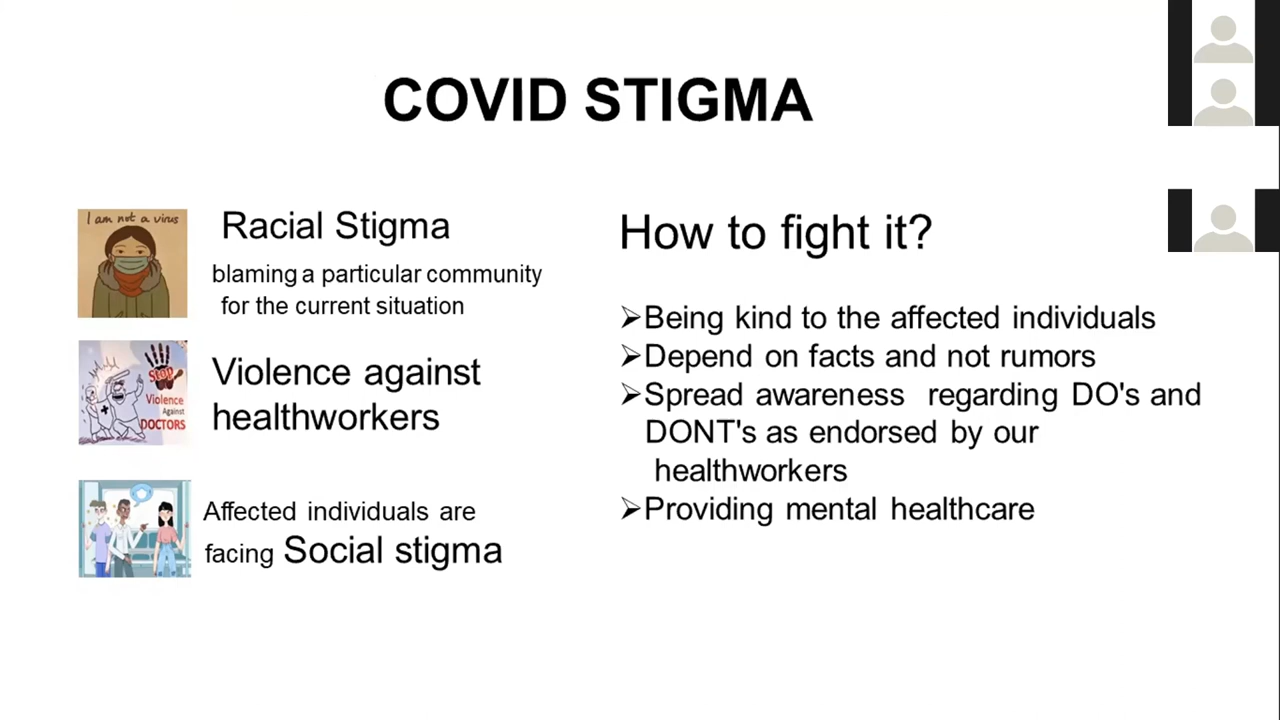 COVID STIGMA
I am not a virus
Racial Stigma
blaming a particular community
for the current situation
Stop
Violence
Against
DOCTORS
Violence against
healthworkers
Affected individuals are
facing Social stigma
How to fight it?
➢Being kind to the affected individuals
➢Depend on facts and not rumors
➢Spread awareness regarding DO's and
DONT's as endorsed by our
healthworkers
➢Providing mental healthcare